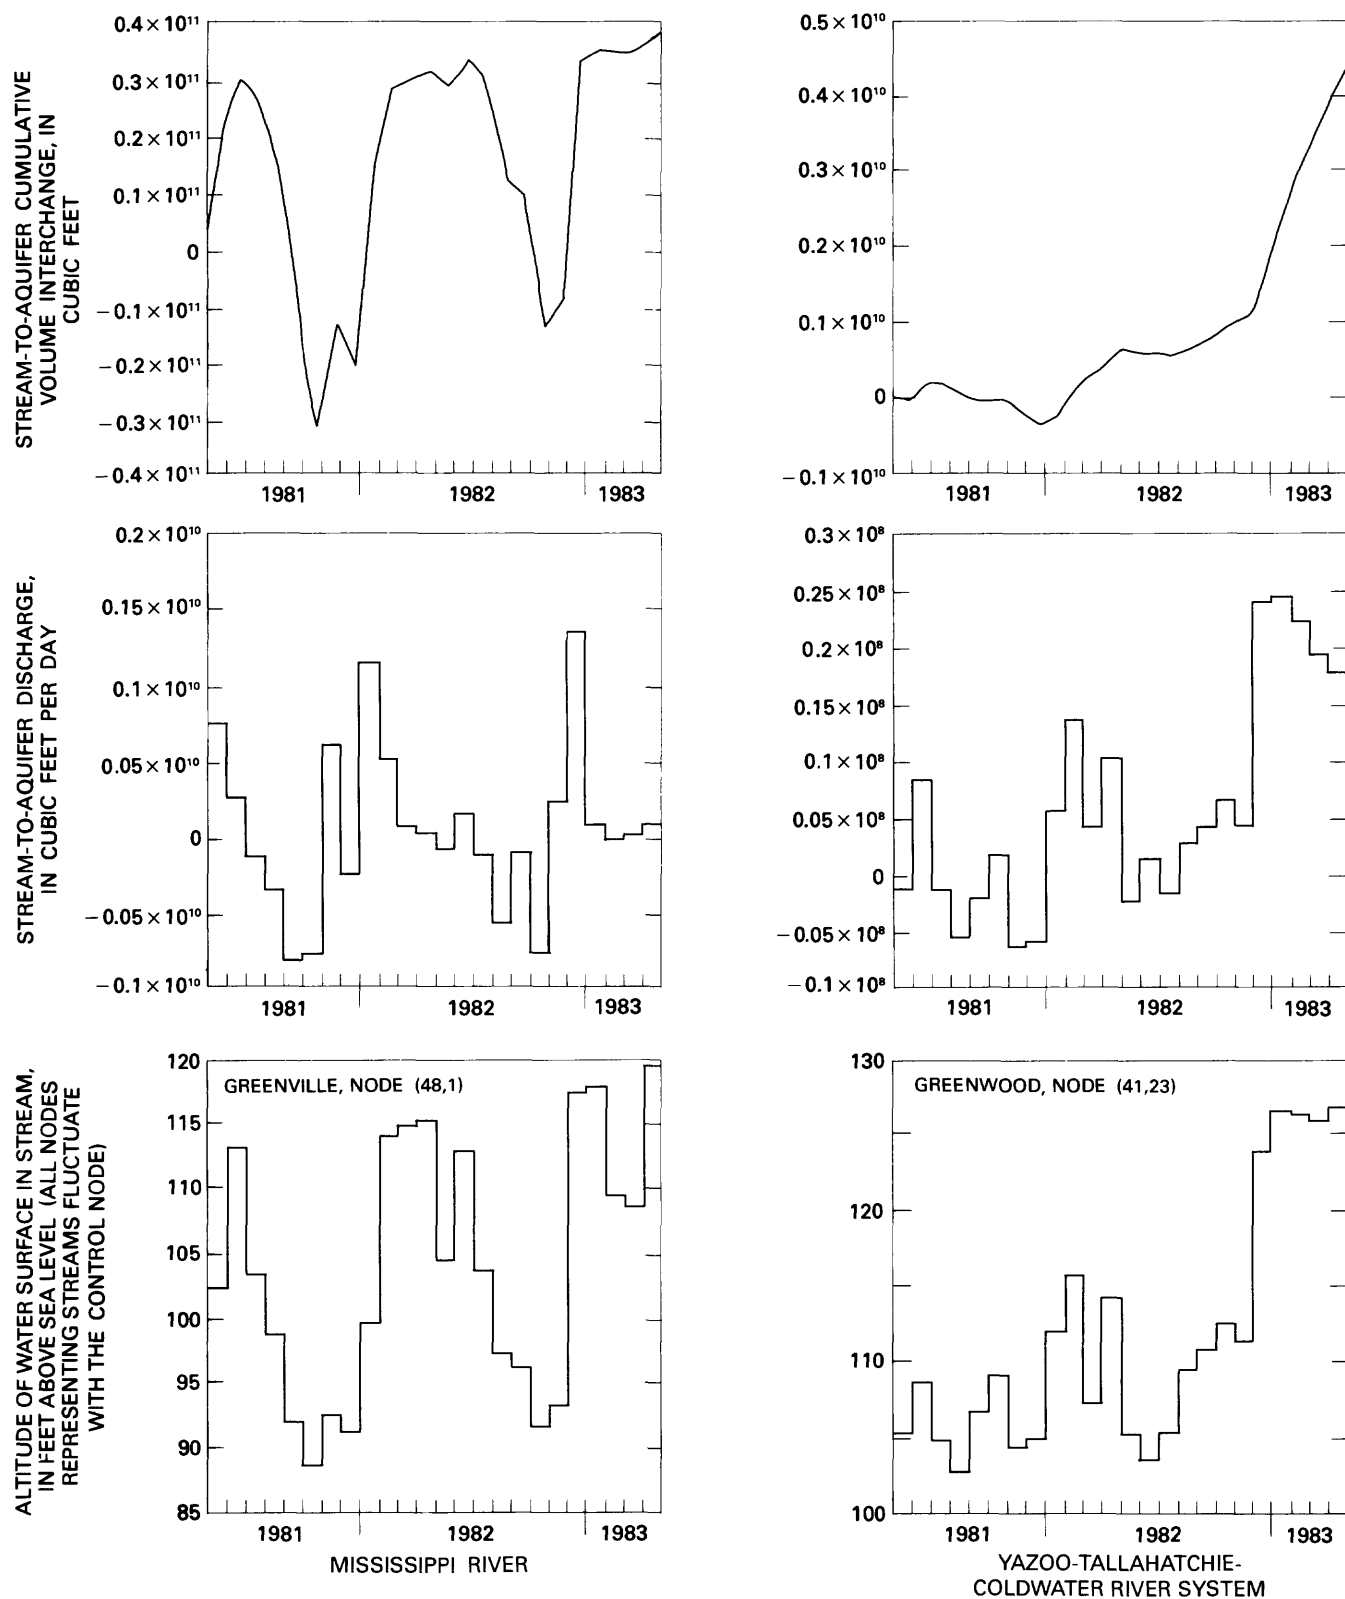 STREAM-TO-AQUIFER CUMULATIVE
VOLUME INTERCHANGE, IN
CUBIC FEET
0.4 × 10¹¹
0.3 × 10¹¹
0.2 × 10¹¹
0.1 × 10¹¹
0
−0.1 × 10¹¹
−0.2 × 10¹¹
−0.3 × 10¹¹
−0.4 × 10¹¹
1981 1982 1983
0.5 × 10¹⁰
0.4 × 10¹⁰
0.3 × 10¹⁰
0.2 × 10¹⁰
0.1 × 10¹⁰
0
−0.1 × 10¹⁰
1981 1982 1983
STREAM-TO-AQUIFER DISCHARGE,
IN CUBIC FEET PER DAY
0.2 × 10¹⁰
0.15 × 10¹⁰
0.1 × 10¹⁰
0.05 × 10¹⁰
0
−0.05 × 10¹⁰
−0.1 × 10¹⁰
1981 1982 1983
0.3 × 10⁸
0.25 × 10⁸
0.2 × 10⁸
0.15 × 10⁸
0.1 × 10⁸
0.05 × 10⁸
0
−0.05 × 10⁸
−0.1 × 10⁸
1981 1982 1983
ALTITUDE OF WATER SURFACE IN STREAM,
IN FEET ABOVE SEA LEVEL (ALL NODES
REPRESENTING STREAMS FLUCTUATE
WITH THE CONTROL NODE)
GREENVILLE, NODE (48,1)
120
115
110
105
100
95
90
85
1981 1982 1983
MISSISSIPPI RIVER
GREENWOOD, NODE (41,23)
130
120
110
100
1981 1982 1983
YAZOO-TALLAHATCHIE-
COLDWATER RIVER SYSTEM